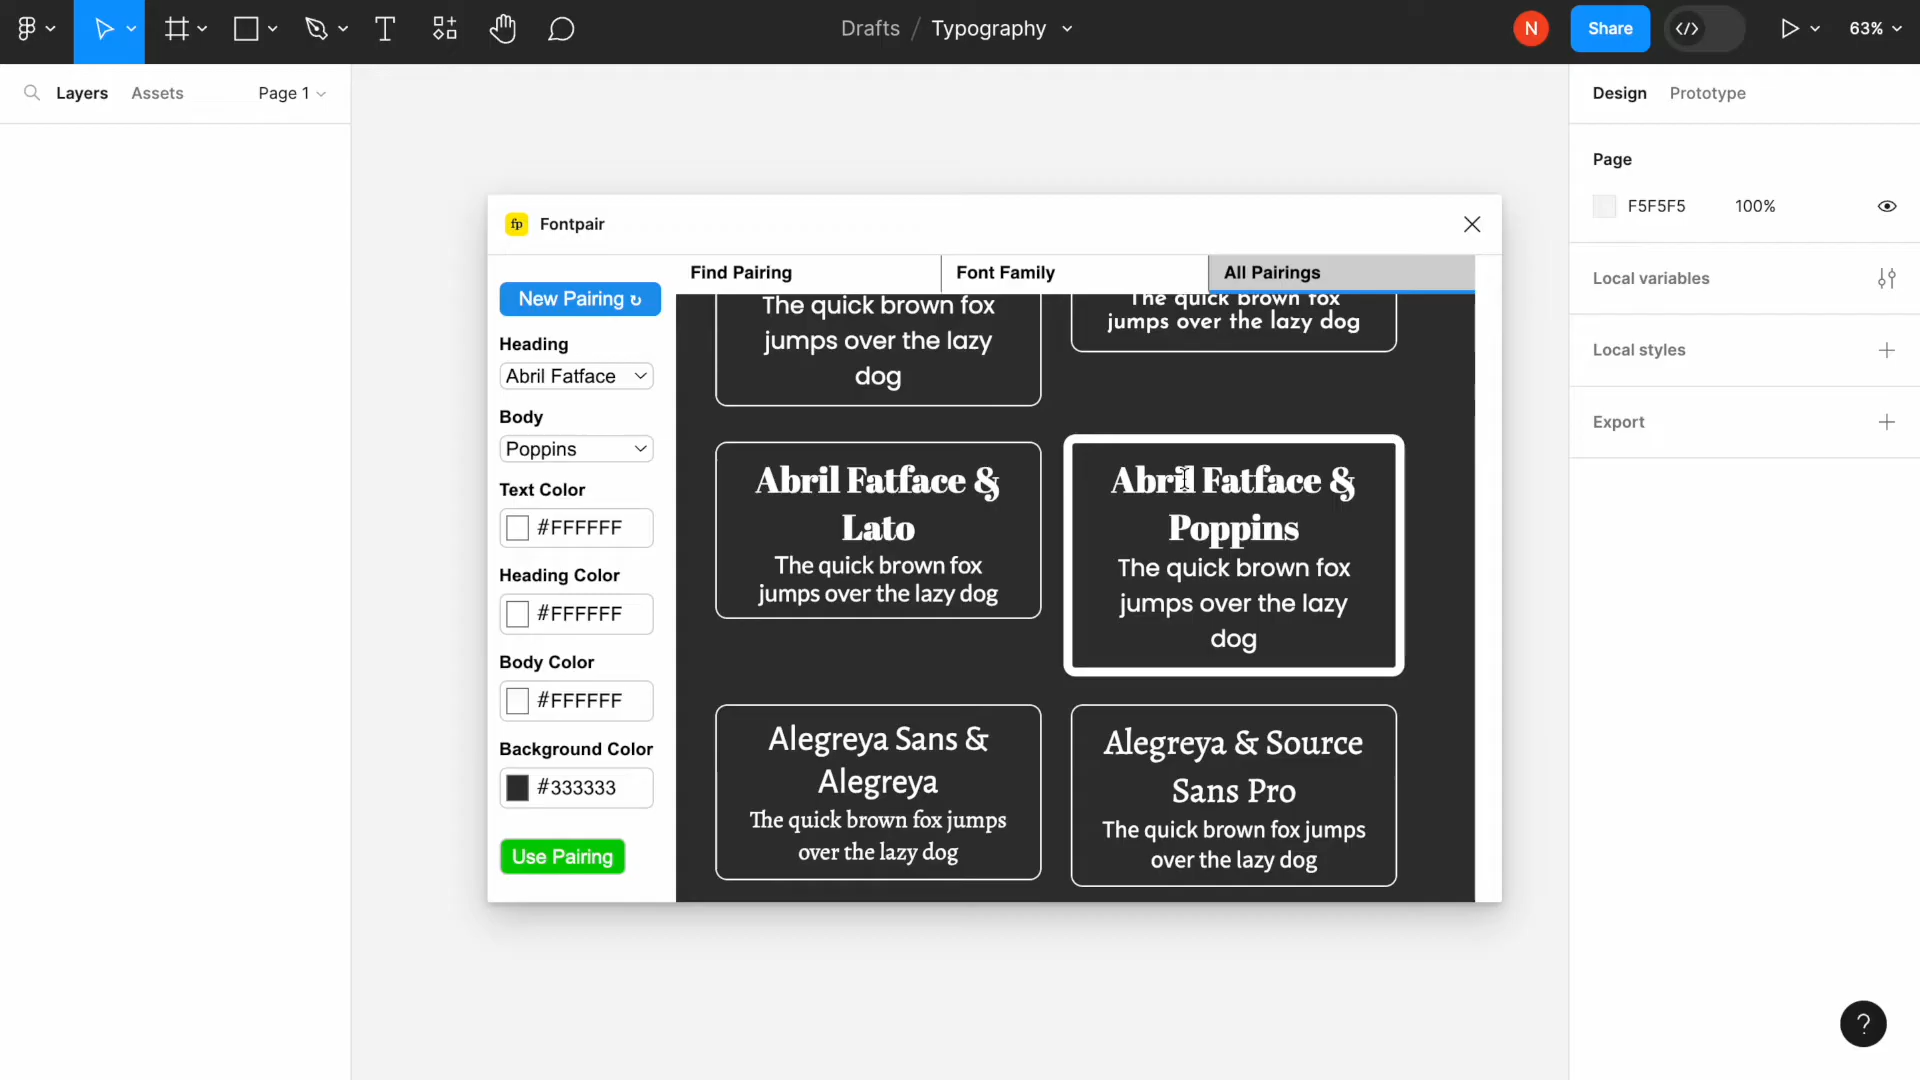 Drafts / Typography
N
Share
63%
Layers
Assets
Page 1
Design
Prototype
Page
F5F5F5
100%
Local variables
Local styles
Export
fp
Fontpair
Find Pairing
Font Family
All Pairings
New Pairing ↻
Heading
Abril Fatface
Body
Poppins
Text Color
#FFFFFF
Heading Color
#FFFFFF
Body Color
#FFFFFF
Background Color
#333333
Use Pairing
The quick brown fox
jumps over the lazy
dog
The quick brown fox
jumps over the lazy dog
Abril Fatface &
Lato
The quick brown fox
jumps over the lazy dog
Abril Fatface &
Poppins
The quick brown fox
jumps over the lazy
dog
Alegreya Sans &
Alegreya
The quick brown fox jumps
over the lazy dog
Alegreya & Source
Sans Pro
The quick brown fox jumps
over the lazy dog
?